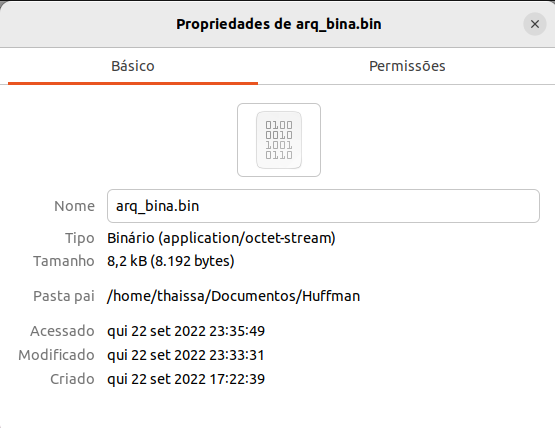 Propriedades de arq_bina.bin
Básico
Permissões
0100
0010
1001
0110
Nome arq_bina.bin
Tipo Binário (application/octet-stream)
Tamanho 8,2 kB (8.192 bytes)
Pasta pai /home/thaissa/Documentos/Huffman
Acessado qui 22 set 2022 23:35:49
Modificado qui 22 set 2022 23:33:31
Criado qui 22 set 2022 17:22:39